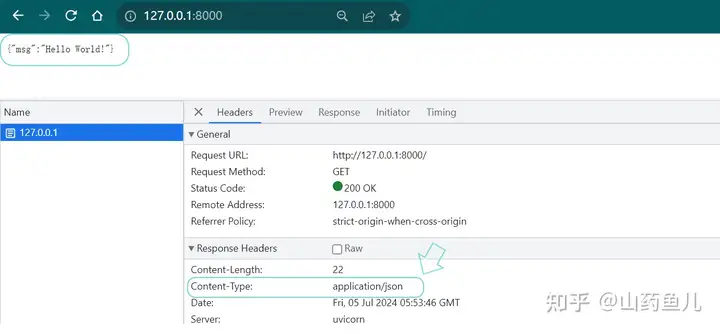 127.0.0.1:8000
{"msg":"Hello World!"}
Name
Headers Preview Response Initiator Timing
127.0.0.1
General
Request URL: http://127.0.0.1:8000/
Request Method: GET
Status Code: 200 OK
Remote Address: 127.0.0.1:8000
Referrer Policy: strict-origin-when-cross-origin
Response Headers Raw
Content-Length: 22
Content-Type: application/json
Date: Fri, 05 Jul 2024 05:53:46 GMT
Server: uvicorn
知乎 @山药鱼儿